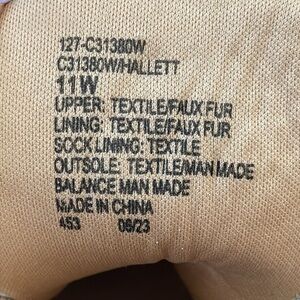 127-C31380W
C31380W/HALLETT
11W
UPPER: TEXTILE/FAUX FUR
LINING: TEXTILE/FAUX FUR
SOCK LINING: TEXTILE
OUTSOLE: TEXTILE/MAN MADE
BALANCE MAN MADE
MADE IN CHINA
453 06/23